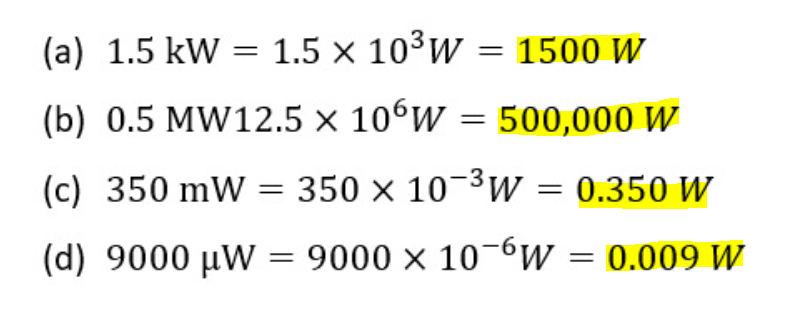 (a) 1.5 kW = 1.5 × 10³W = 1500 W
(b) 0.5 MW12.5 × 10⁶W = 500,000 W
(c) 350 mW = 350 × 10⁻³W = 0.350 W
(d) 9000 μW = 9000 × 10⁻⁶W = 0.009 W